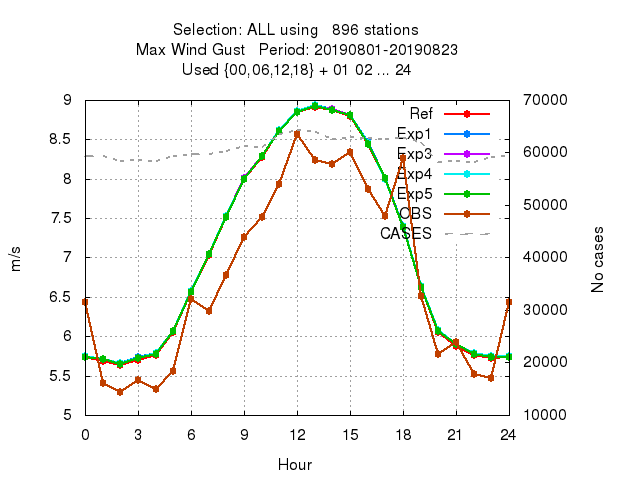 Selection: ALL using   896 stations
Max Wind Gust   Period: 20190801-20190823
Used {00,06,12,18} + 01 02 ... 24
9 70000
Ref
8.5 Exp1 60000
Exp3
8 Exp4
Exp5 50000
7.5 OBS
CASES
7 40000
m/s No cases
6.5 30000
6 20000
5.5
5 10000
0 3 6 9 12 15 18 21 24
Hour